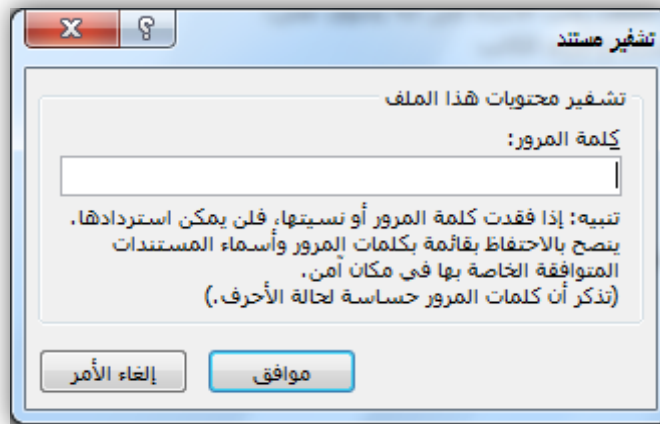 تشفير مستند
تشفير محتويات هذا الملف
كلمة المرور:
تنبيه: إذا فقدت كلمة المرور أو نسيتها، فلن يمكن استردادها.
ينصح بالاحتفاظ بقائمة بكلمات المرور وأسماء المستندات
المتوافقة الخاصة بها في مكان آمن.
(تذكر أن كلمات المرور حساسة لحالة الأحرف.)
موافق
إلغاء الأمر